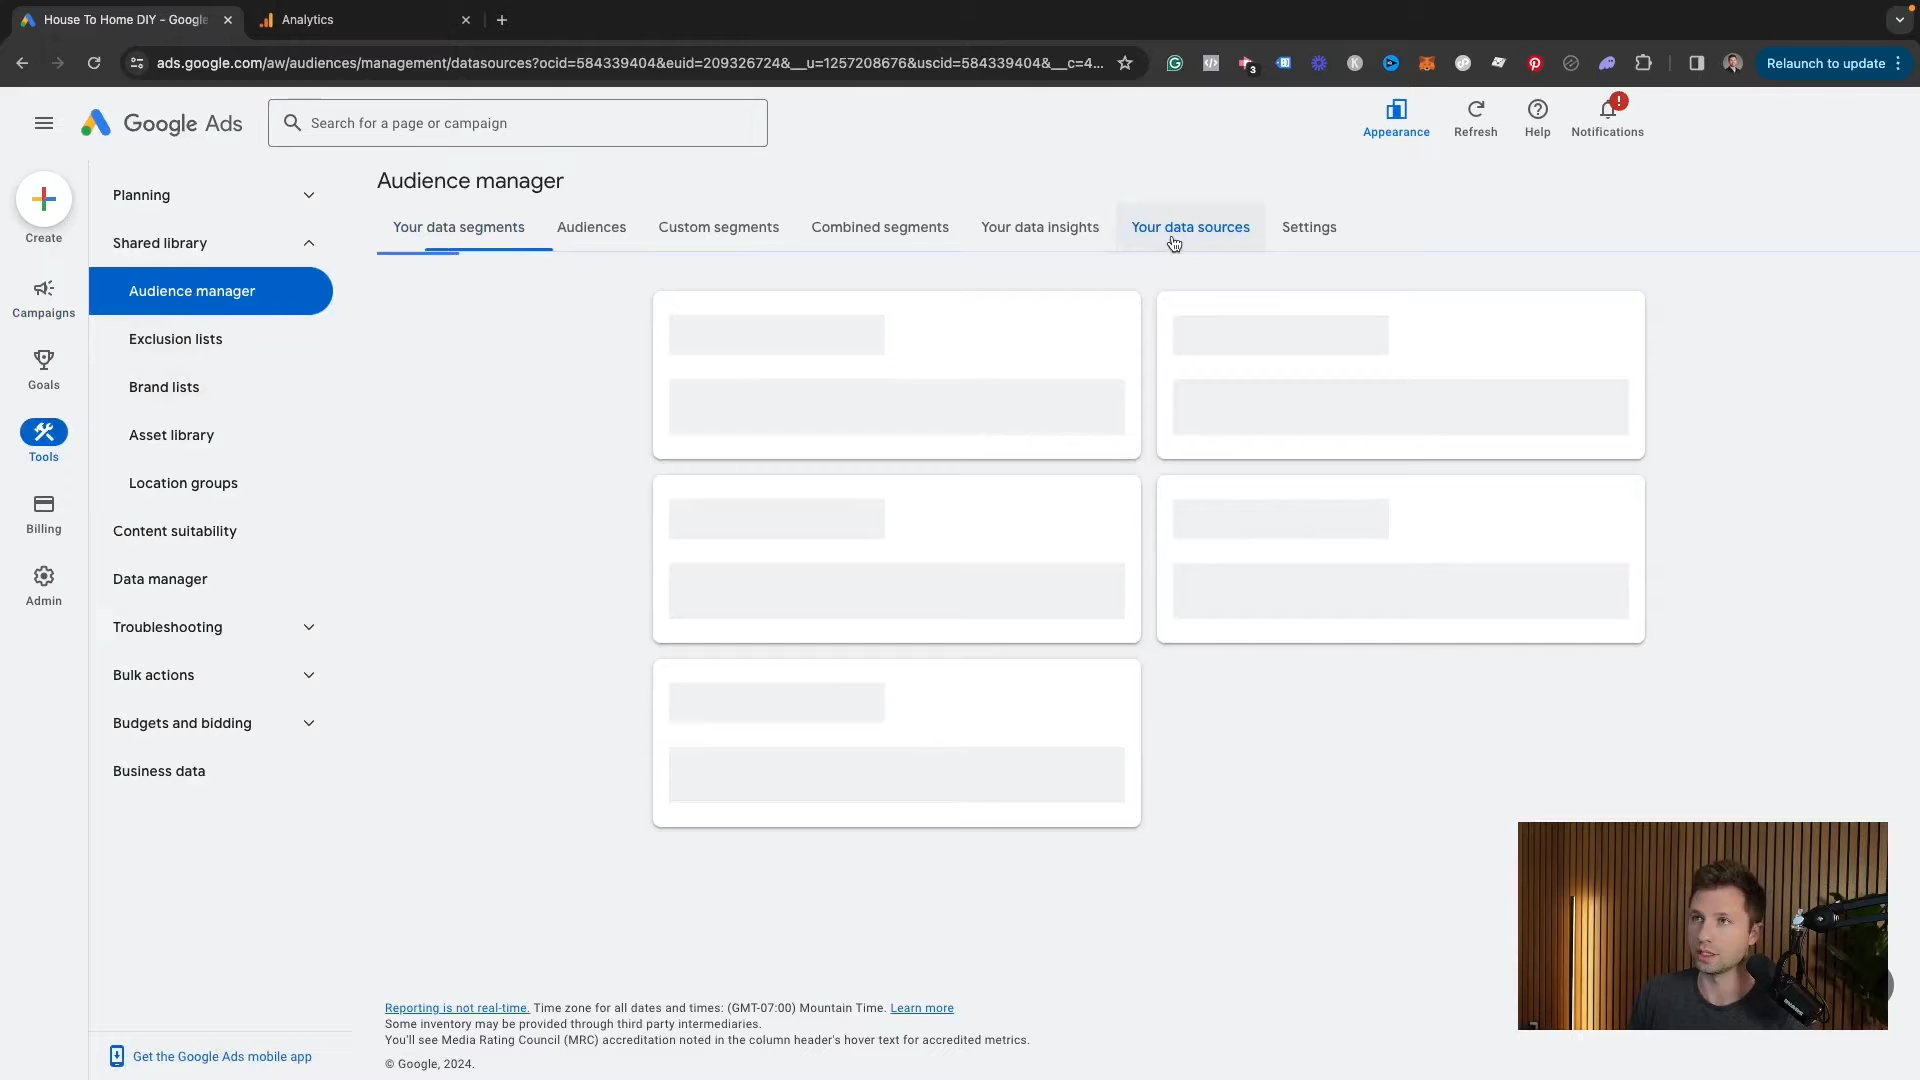 House To Home DIY - Google
Analytics
ads.google.com/aw/audiences/management/datasources?ocid=584339404&euid=209326724&__u=1257208676&uscid=584339404&__c=4...
3
K
Relaunch to update
Google Ads
Search for a page or campaign
Appearance
Refresh
Help
!
Notifications
Create
Campaigns
Goals
Tools
Billing
Admin
Planning
Shared library
Audience manager
Exclusion lists
Brand lists
Asset library
Location groups
Content suitability
Data manager
Troubleshooting
Bulk actions
Budgets and bidding
Business data
Get the Google Ads mobile app
Audience manager
Your data segments
Audiences
Custom segments
Combined segments
Your data insights
Your data sources
Settings
Reporting is not real-time. Time zone for all dates and times: (GMT-07:00) Mountain Time. Learn more
Some inventory may be provided through third party intermediaries.
You'll see Media Rating Council (MRC) accreditation noted in the column header's hover text for accredited metrics.
© Google, 2024.